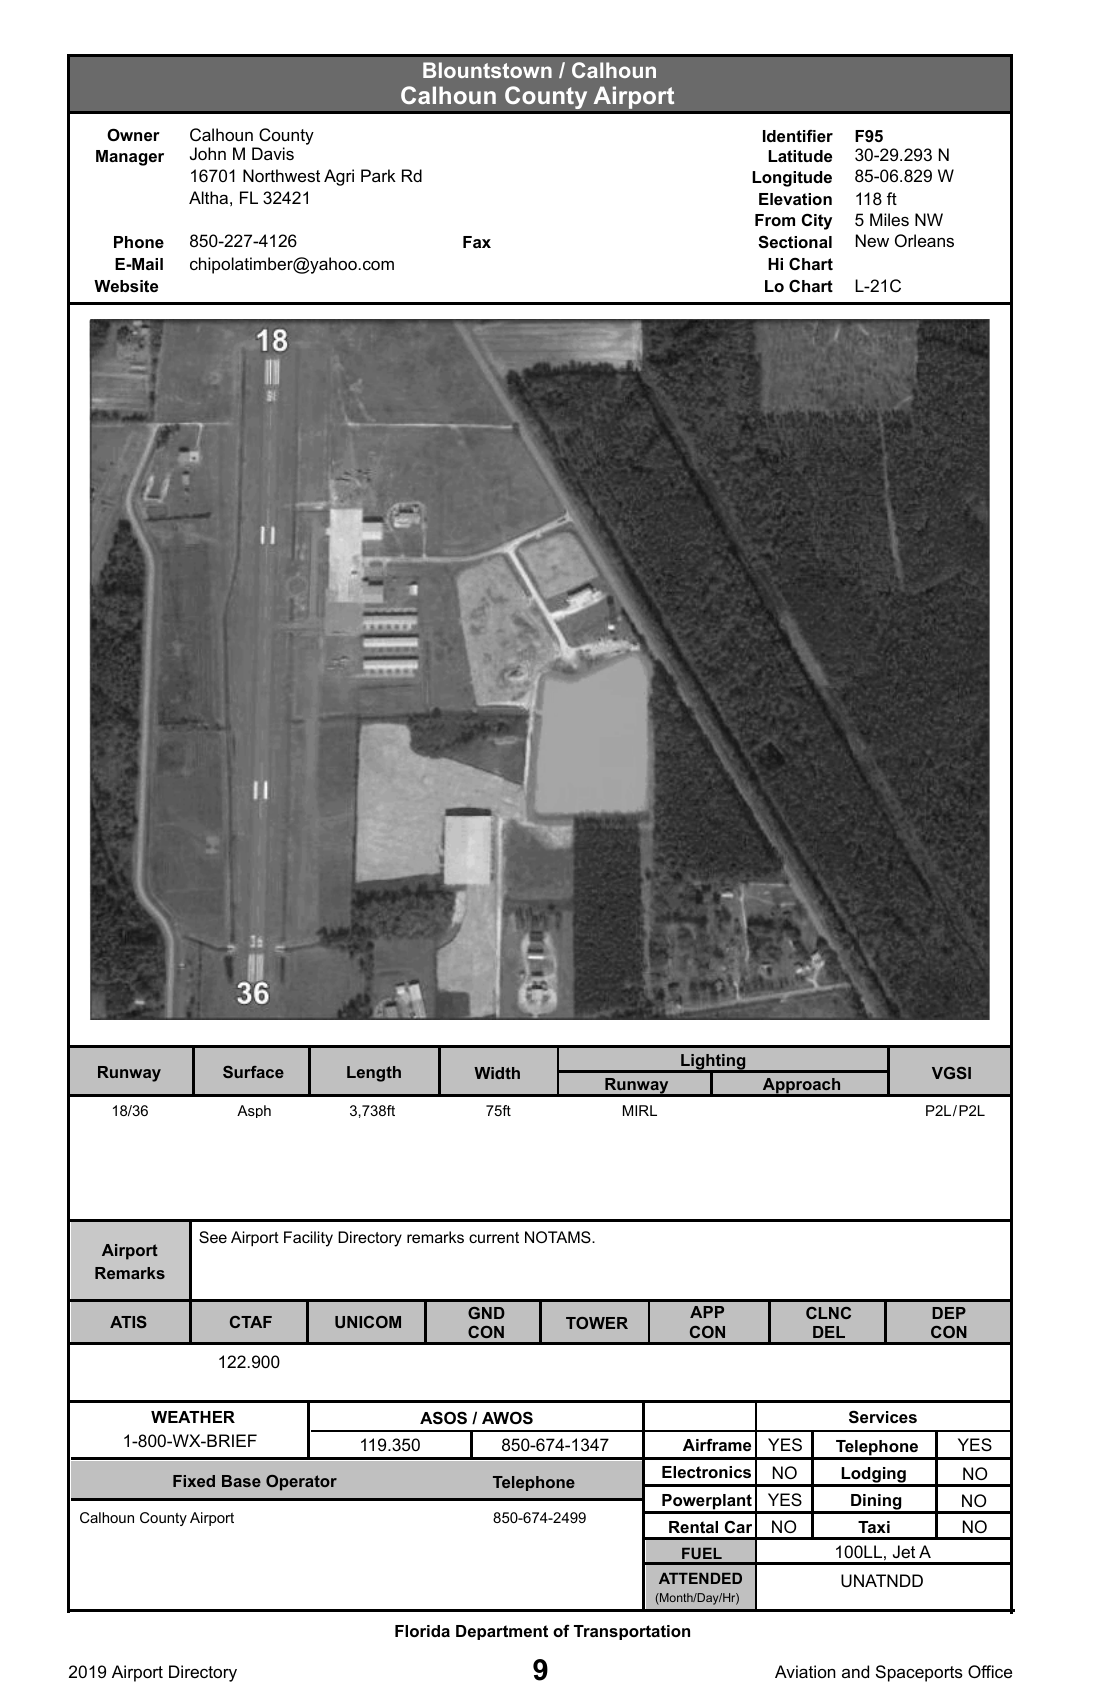 Blountstown / Calhoun
Calhoun County Airport
Owner Calhoun County
Manager John M Davis
16701 Northwest Agri Park Rd
Altha, FL 32421
Phone 850-227-4126 Fax
E-Mail chipolatimber@yahoo.com
Website
Identifier F95
Latitude 30-29.293 N
Longitude 85-06.829 W
Elevation 118 ft
From City 5 Miles NW
Sectional New Orleans
Hi Chart
Lo Chart L-21C
18
36
Runway Surface Length Width Lighting VGSI
Runway Approach
18/36 Asph 3,738ft 75ft MIRL P2L/P2L
Airport Remarks
See Airport Facility Directory remarks current NOTAMS.
ATIS CTAF UNICOM GND CON TOWER APP CON CLNC DEL DEP CON
122.900
WEATHER
1-800-WX-BRIEF
ASOS / AWOS
119.350 850-674-1347
Fixed Base Operator Telephone
Calhoun County Airport 850-674-2499
Services
Airframe YES Telephone YES
Electronics NO Lodging NO
Powerplant YES Dining NO
Rental Car NO Taxi NO
FUEL 100LL, Jet A
ATTENDED UNATNDD
(Month/Day/Hr)
Florida Department of Transportation
2019 Airport Directory 9 Aviation and Spaceports Office